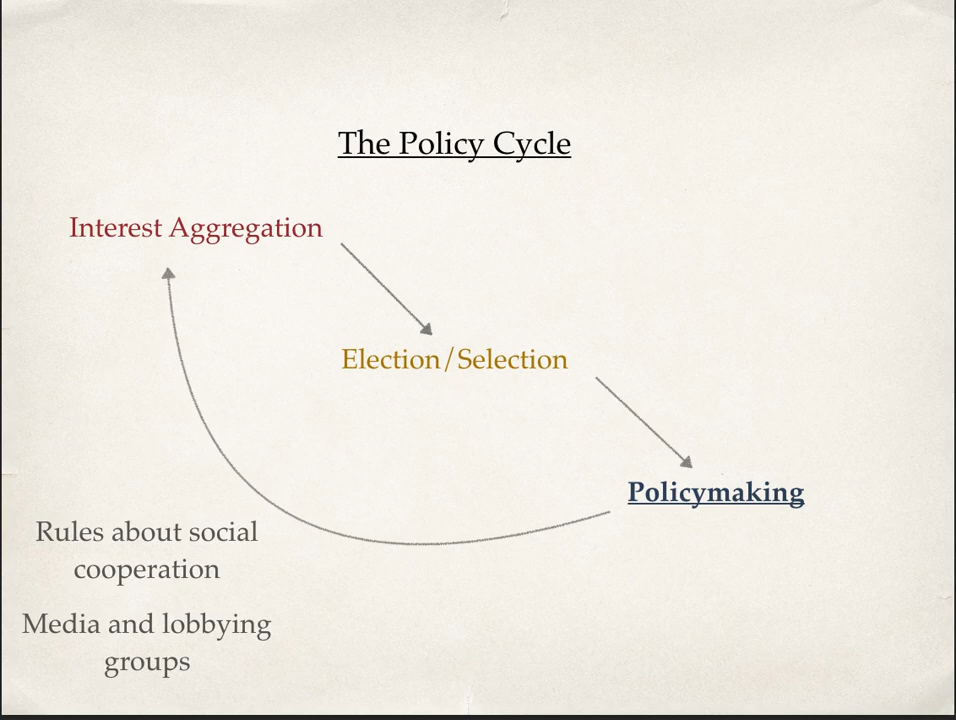 The Policy Cycle
Interest Aggregation
Election/Selection
Policymaking
Rules about social
cooperation
Media and lobbying
groups